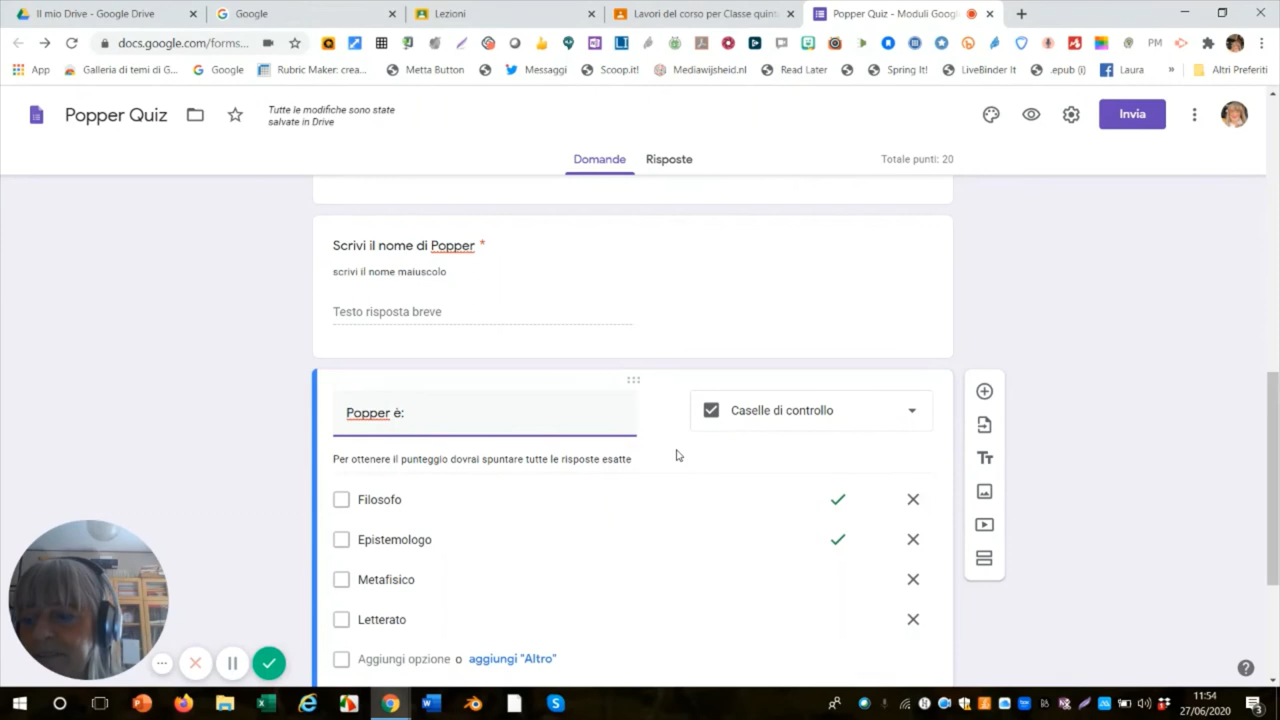 Il mio Drive - Google Drive
Google
Lezioni
Lavori del corso per Classe quint
Popper Quiz - Moduli Googl
docs.google.com/forms...
PM
App
Galleria di temi di G...
Google
Rubric Maker: crea...
Metta Button
Messaggi
Scoop.it!
Mediawijsheid.nl
Read Later
Spring It!
LiveBinder It
.epub (i)
Laura
»
Altri Preferiti
Popper Quiz
Tutte le modifiche sono state
salvate in Drive
Invia
Domande
Risposte
Totale punti: 20
Scrivi il nome di Popper *
scrivi il nome maiuscolo
Testo risposta breve
Popper è:
Caselle di controllo
Per ottenere il punteggio dovrai spuntare tutte le risposte esatte
Filosofo
Epistemologo
Metafisico
Letterato
Aggiungi opzione o aggiungi "Altro"
11:54
27/06/2020